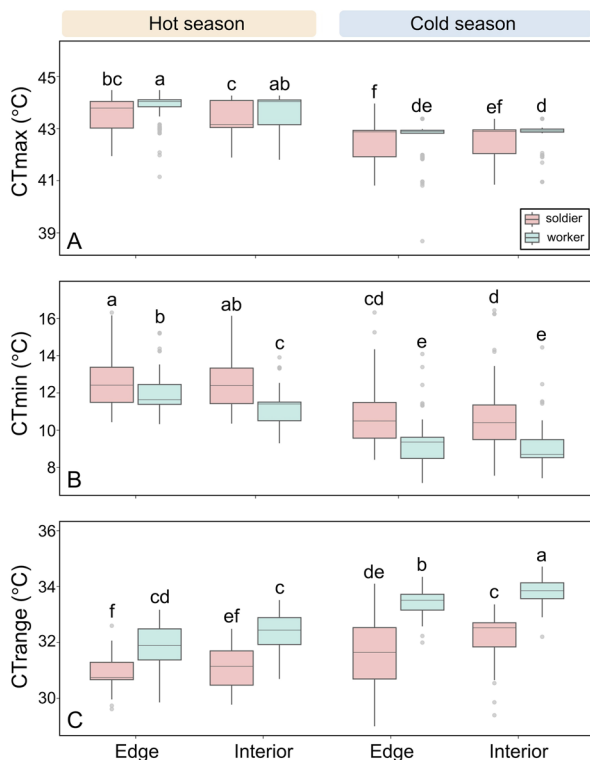 Hot season Cold season
CTmax (°C)
45
43
41
39
bc a c ab f de ef d
A
soldier
worker
CTmin (°C)
16
14
12
10
8
a b ab c cd e d e
B
CTrange (°C)
36
34
32
30
f cd ef c de b c a
C
Edge Interior Edge Interior